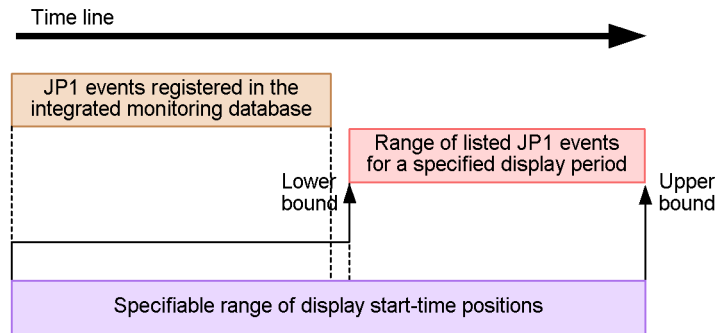 Time line
JP1 events registered in the
integrated monitoring database
Range of listed JP1 events
for a specified display period
Lower
bound
Upper
bound
Specifiable range of display start-time positions